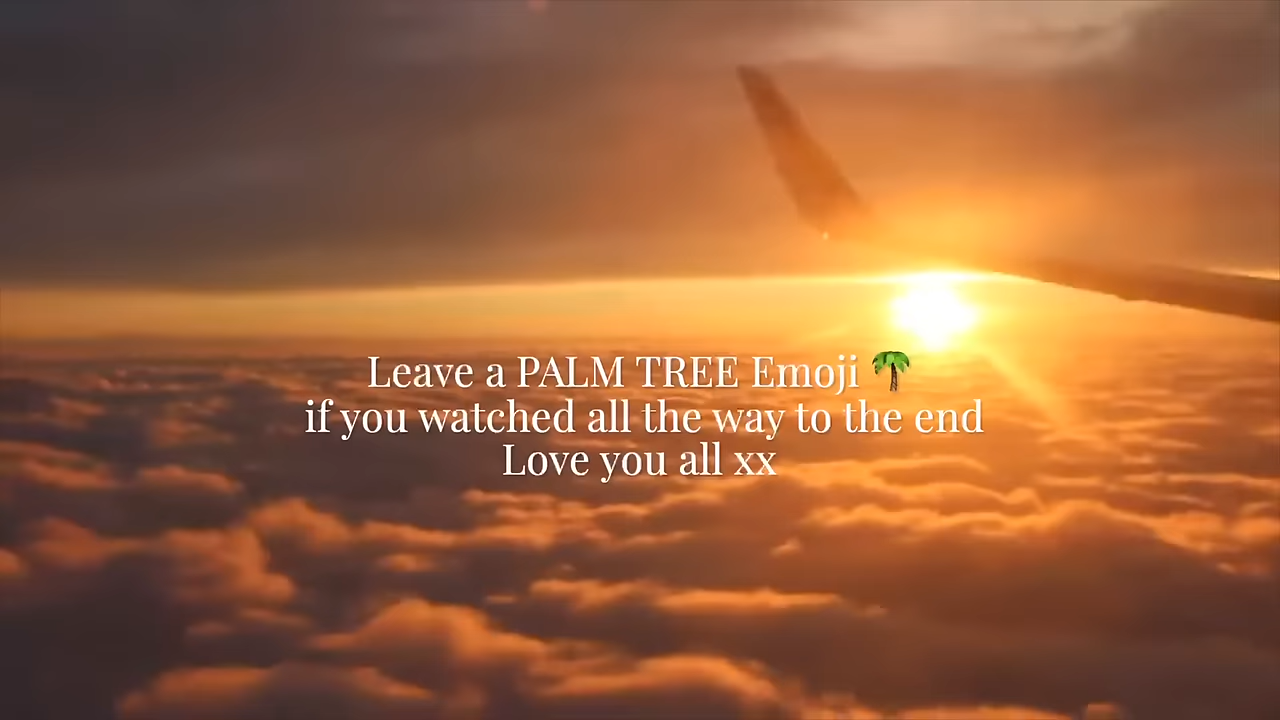 Leave a PALM TREE Emoji 🌴
if you watched all the way to the end
Love you all xx